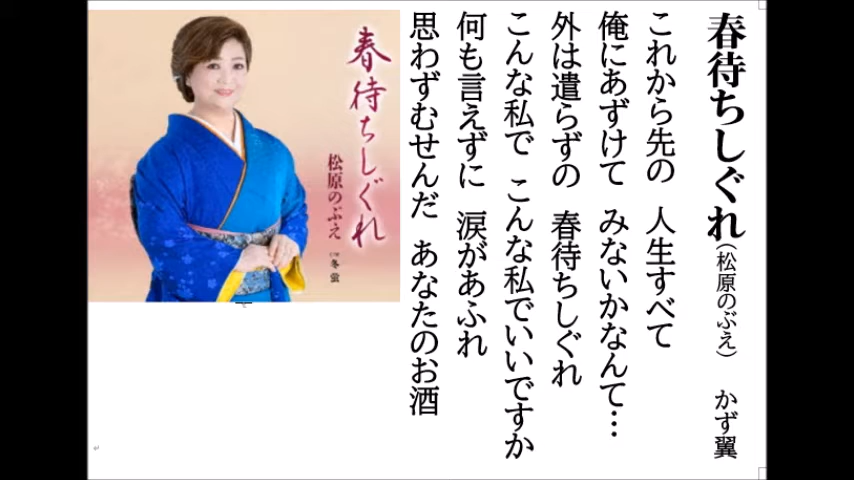 春待ちしぐれ(松原のぶえ) かず翼
これから先の 人生すべて
俺にあずけて みないかなんて…
外は遣らずの 春待ちしぐれ
こんな私で こんな私でいいですか
何も言えずに 涙があふれ
思わずむせんだ あなたのお酒
春待ちしぐれ
松原のぶえ
冬蛍